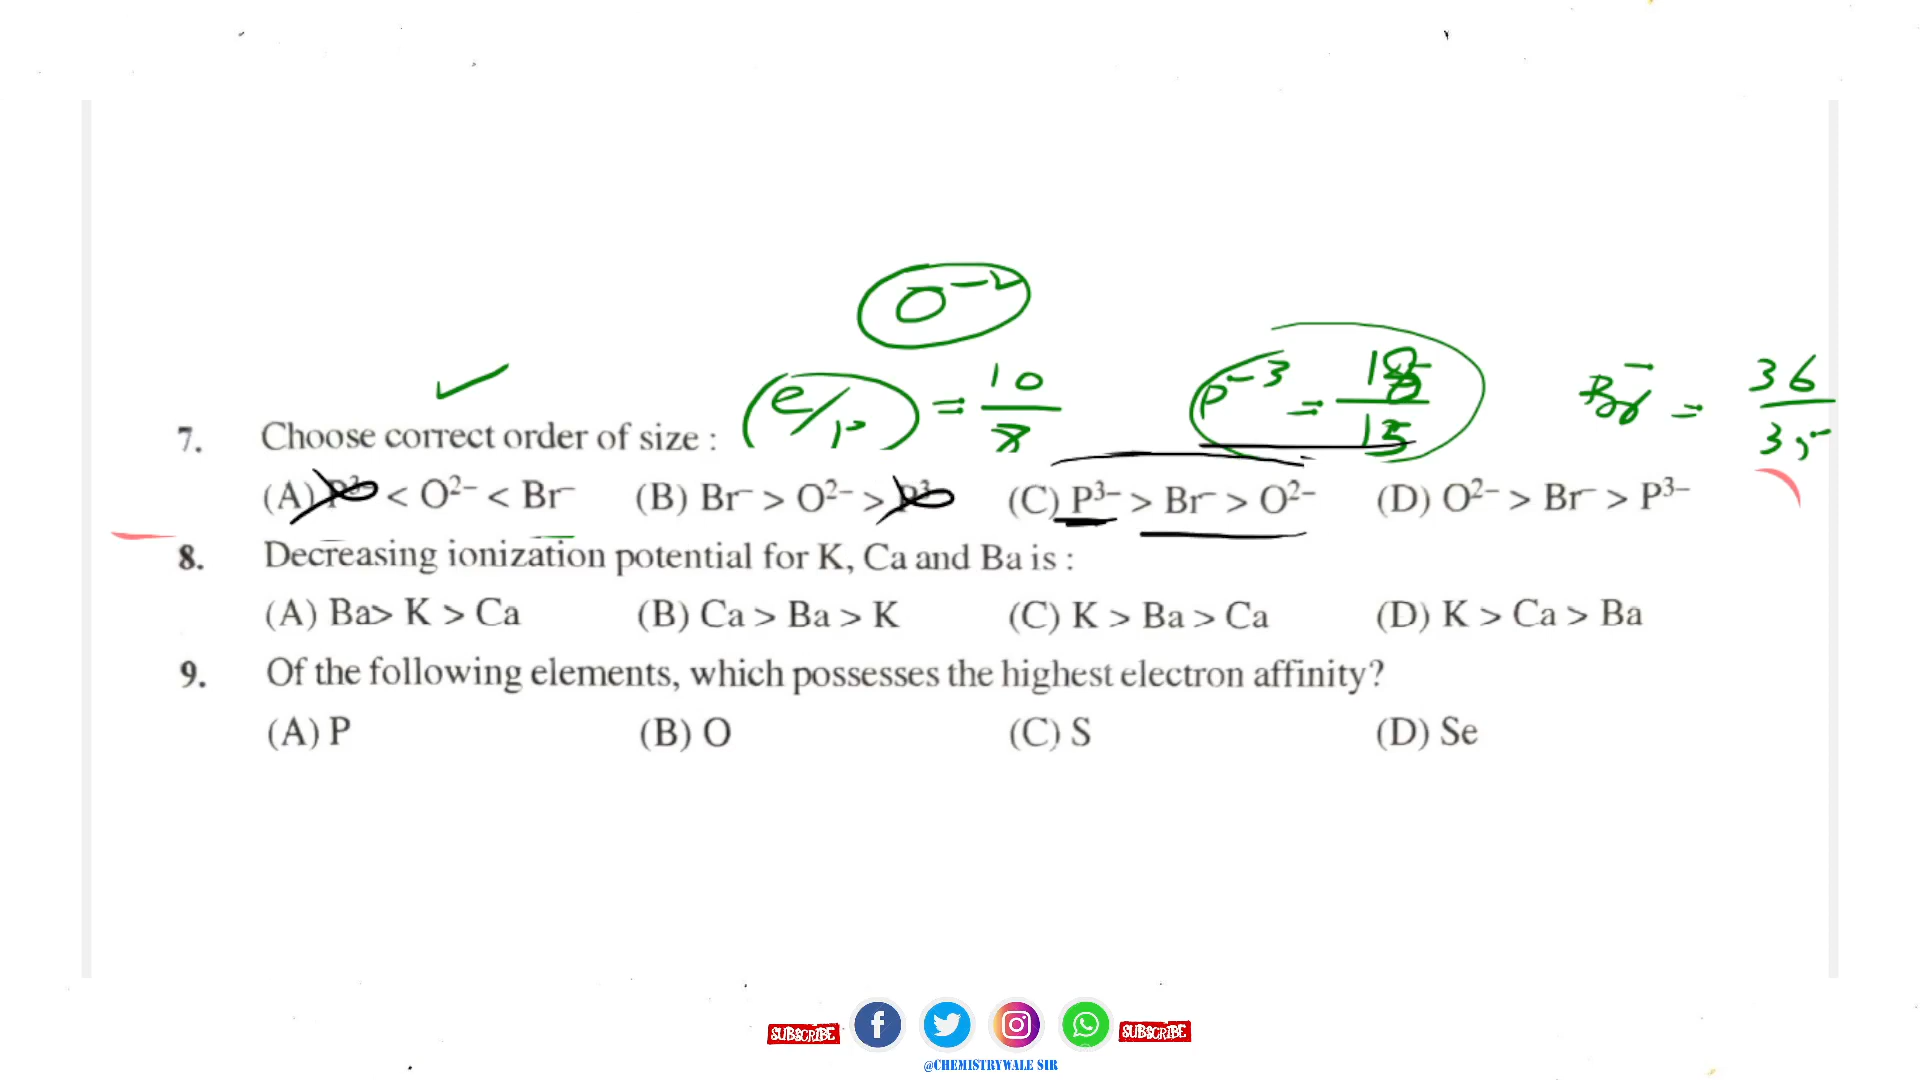 O⁻²
(e/p) = 10/8 P⁻³ = 18/15 Br⁻ = 36/35
7. Choose correct order of size :
(A) P³⁻ < O²⁻ < Br⁻ (B) Br⁻ > O²⁻ > P³⁻ (C) P³⁻ > Br⁻ > O²⁻ (D) O²⁻ > Br⁻ > P³⁻
8. Decreasing ionization potential for K, Ca and Ba is :
(A) Ba> K > Ca (B) Ca > Ba > K (C) K > Ba > Ca (D) K > Ca > Ba
9. Of the following elements, which possesses the highest electron affinity?
(A) P (B) O (C) S (D) Se
SUBSCRIBE SUBSCRIBE
@CHEMISTRYWALE SIR